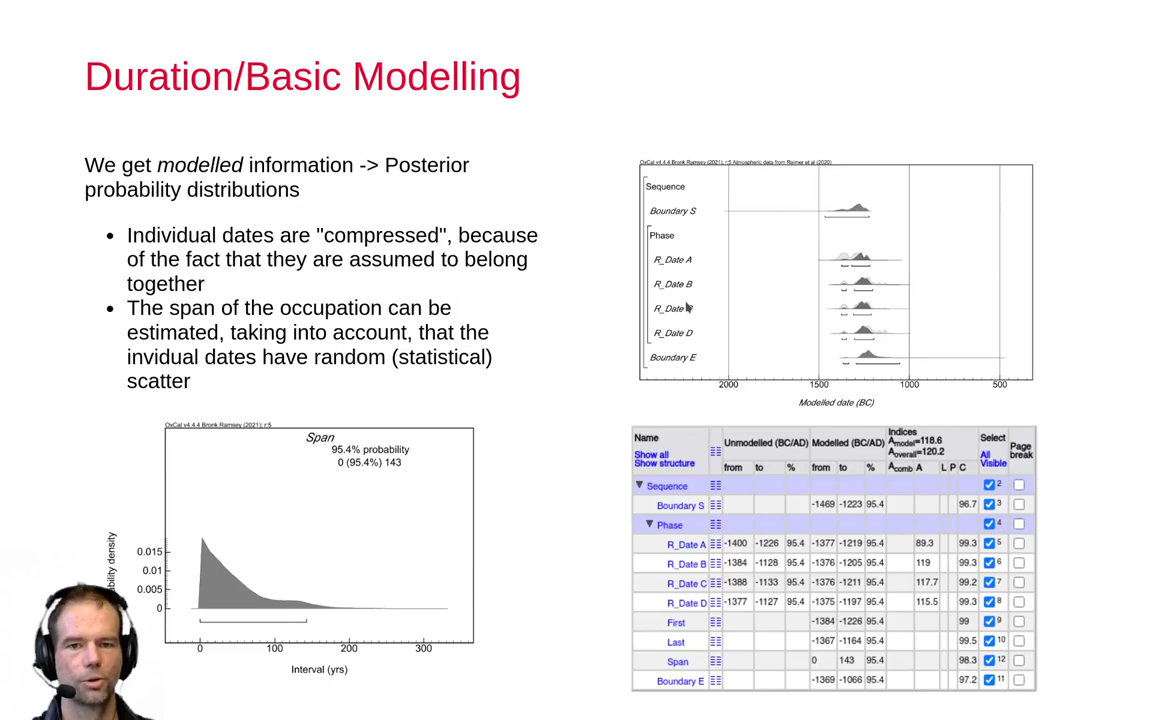 Duration/Basic Modelling
We get modelled information -> Posterior
probability distributions
• Individual dates are "compressed", because
of the fact that they are assumed to belong
together
• The span of the occupation can be
estimated, taking into account, that the
invidual dates have random (statistical)
scatter
OxCal v4.4.4 Bronk Ramsey (2021); r:5
Span
95.4% probability
0 (95.4%) 143
0.015
0.01
0.005
0
0 100 200 300
Interval (yrs)
OxCal v4.4.4 Bronk Ramsey (2021); r:5 Atmospheric data from Reimer et al (2020)
Sequence
Boundary S
Phase
R_Date A
R_Date B
R_Date
R_Date D
Boundary E
2000 1500 1000 500
Modelled date (BC)
Name Unmodelled (BC/AD) Modelled (BC/AD) Indices Amodel=118.6 Aoverall=120.2 Select Page break
Show all
Show structure
All
Visible
from to % from to % Acomb A L P C
Sequence 2
Boundary S -1469 -1223 95.4 96.7 3
Phase 4
R_Date A -1400 -1226 95.4 -1377 -1219 95.4 89.3 99.3 5
R_Date B -1384 -1128 95.4 -1376 -1205 95.4 119 99.3 6
R_Date C -1388 -1133 95.4 -1376 -1211 95.4 117.7 99.2 7
R_Date D -1377 -1127 95.4 -1375 -1197 95.4 115.5 99.3 8
First -1384 -1226 95.4 99 9
Last -1367 -1164 95.4 99.5 10
Span 0 143 95.4 98.3 12
Boundary E -1369 -1066 95.4 97.2 11